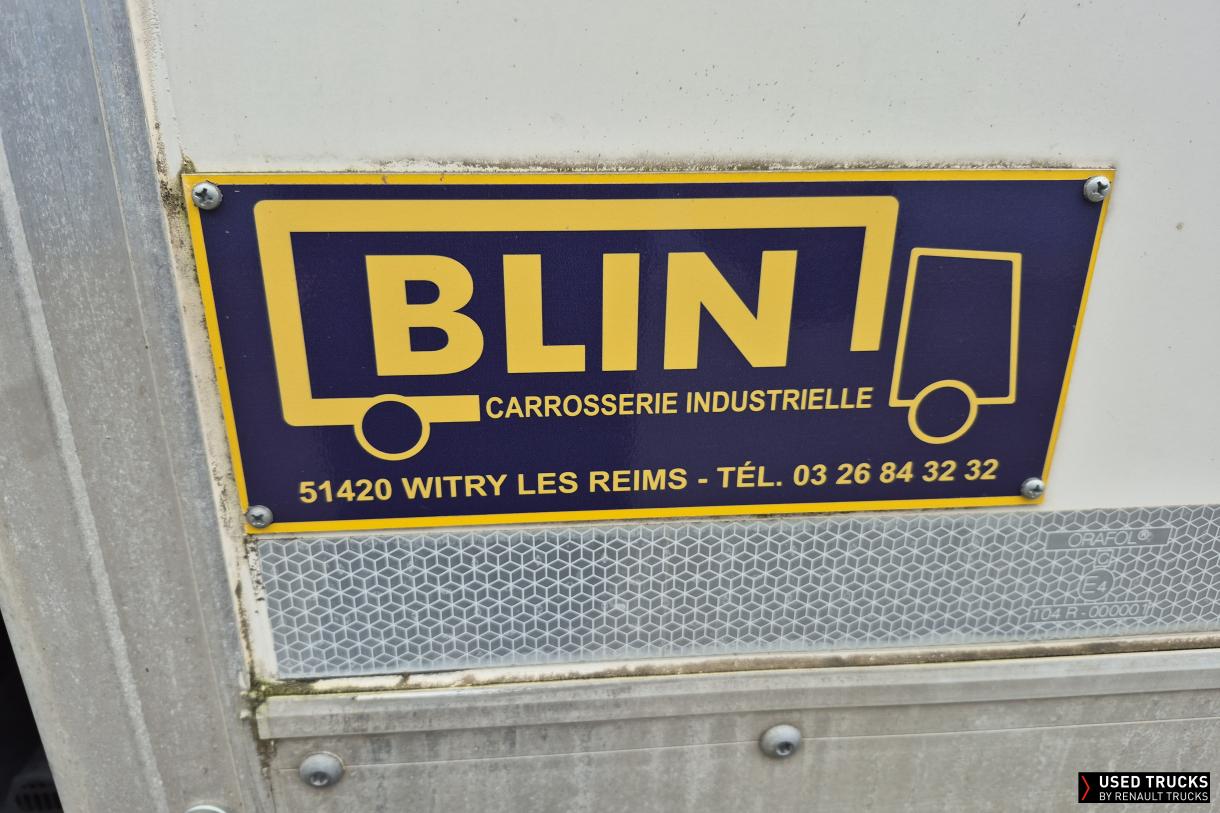 BLIN
CARROSSERIE INDUSTRIELLE
51420 WITRY LES REIMS - TÉL. 03 26 84 32 32
ORAFOL®
C
E4
104 R - 000001
USED TRUCKS
BY RENAULT TRUCKS